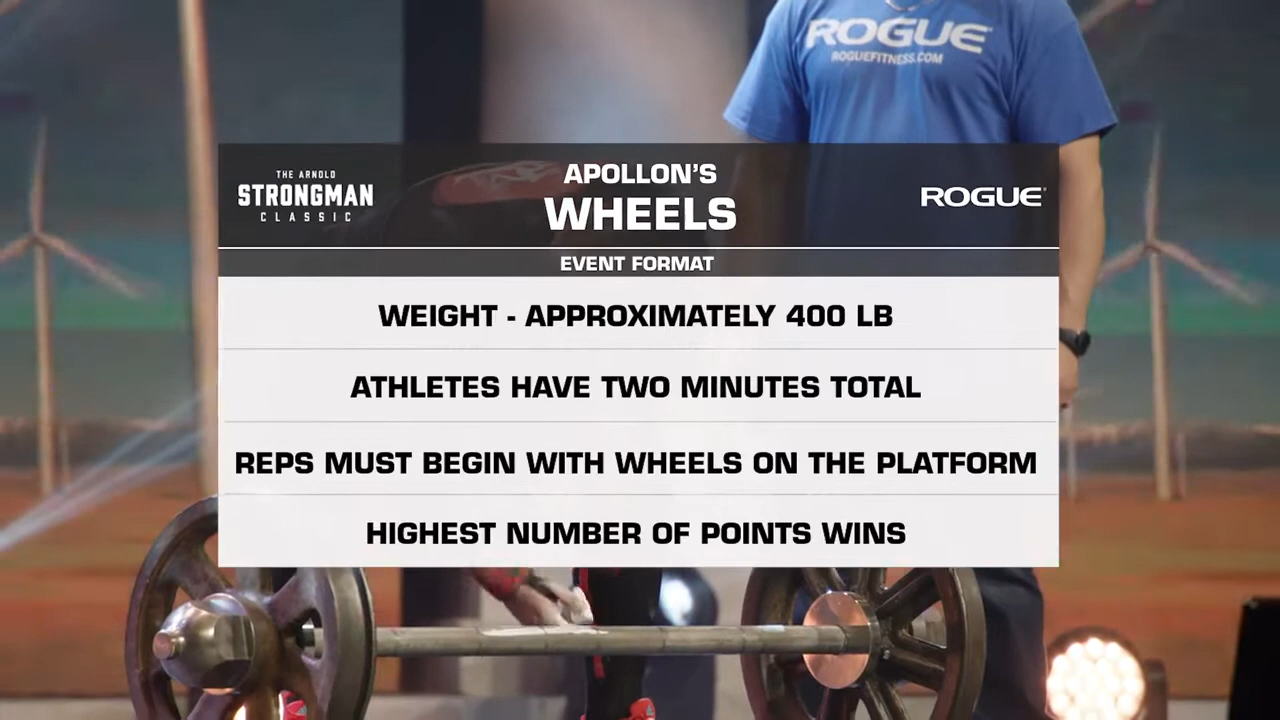 ROGUE
ROGUEFITNESS.COM
THE ARNOLD
STRONGMAN
CLASSIC
APOLLON'S
WHEELS
ROGUE
EVENT FORMAT
WEIGHT - APPROXIMATELY 400 LB
ATHLETES HAVE TWO MINUTES TOTAL
REPS MUST BEGIN WITH WHEELS ON THE PLATFORM
HIGHEST NUMBER OF POINTS WINS